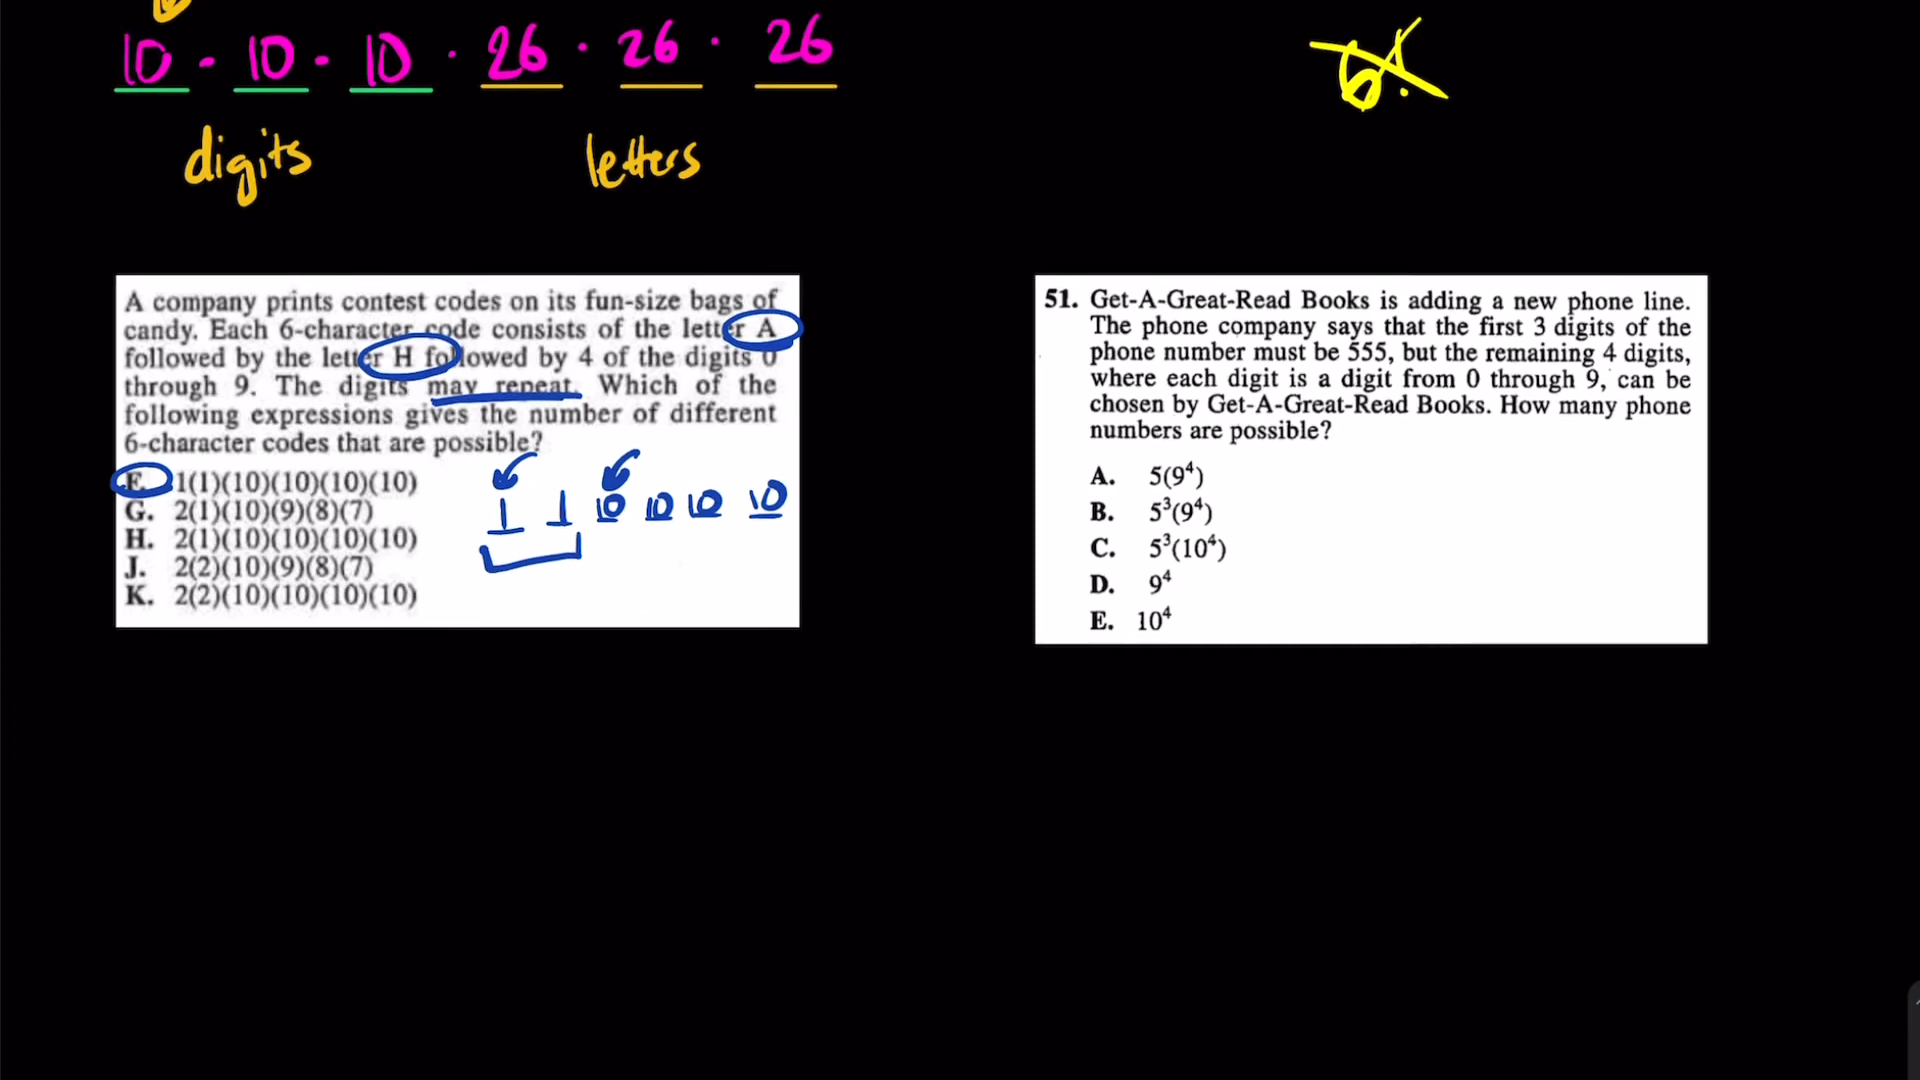 10 · 10 · 10 · 26 · 26 · 26
digits letters
A company prints contest codes on its fun-size bags of
candy. Each 6-character code consists of the letter A
followed by the letter H followed by 4 of the digits 0
through 9. The digits may repeat. Which of the
following expressions gives the number of different
6-character codes that are possible?
F. 1(1)(10)(10)(10)(10)
G. 2(1)(10)(9)(8)(7)
H. 2(1)(10)(10)(10)(10)
J. 2(2)(10)(9)(8)(7)
K. 2(2)(10)(10)(10)(10)
1 1 10 10 10 10
51. Get-A-Great-Read Books is adding a new phone line.
The phone company says that the first 3 digits of the
phone number must be 555, but the remaining 4 digits,
where each digit is a digit from 0 through 9, can be
chosen by Get-A-Great-Read Books. How many phone
numbers are possible?
A. 5(9⁴)
B. 5³(9⁴)
C. 5³(10⁴)
D. 9⁴
E. 10⁴